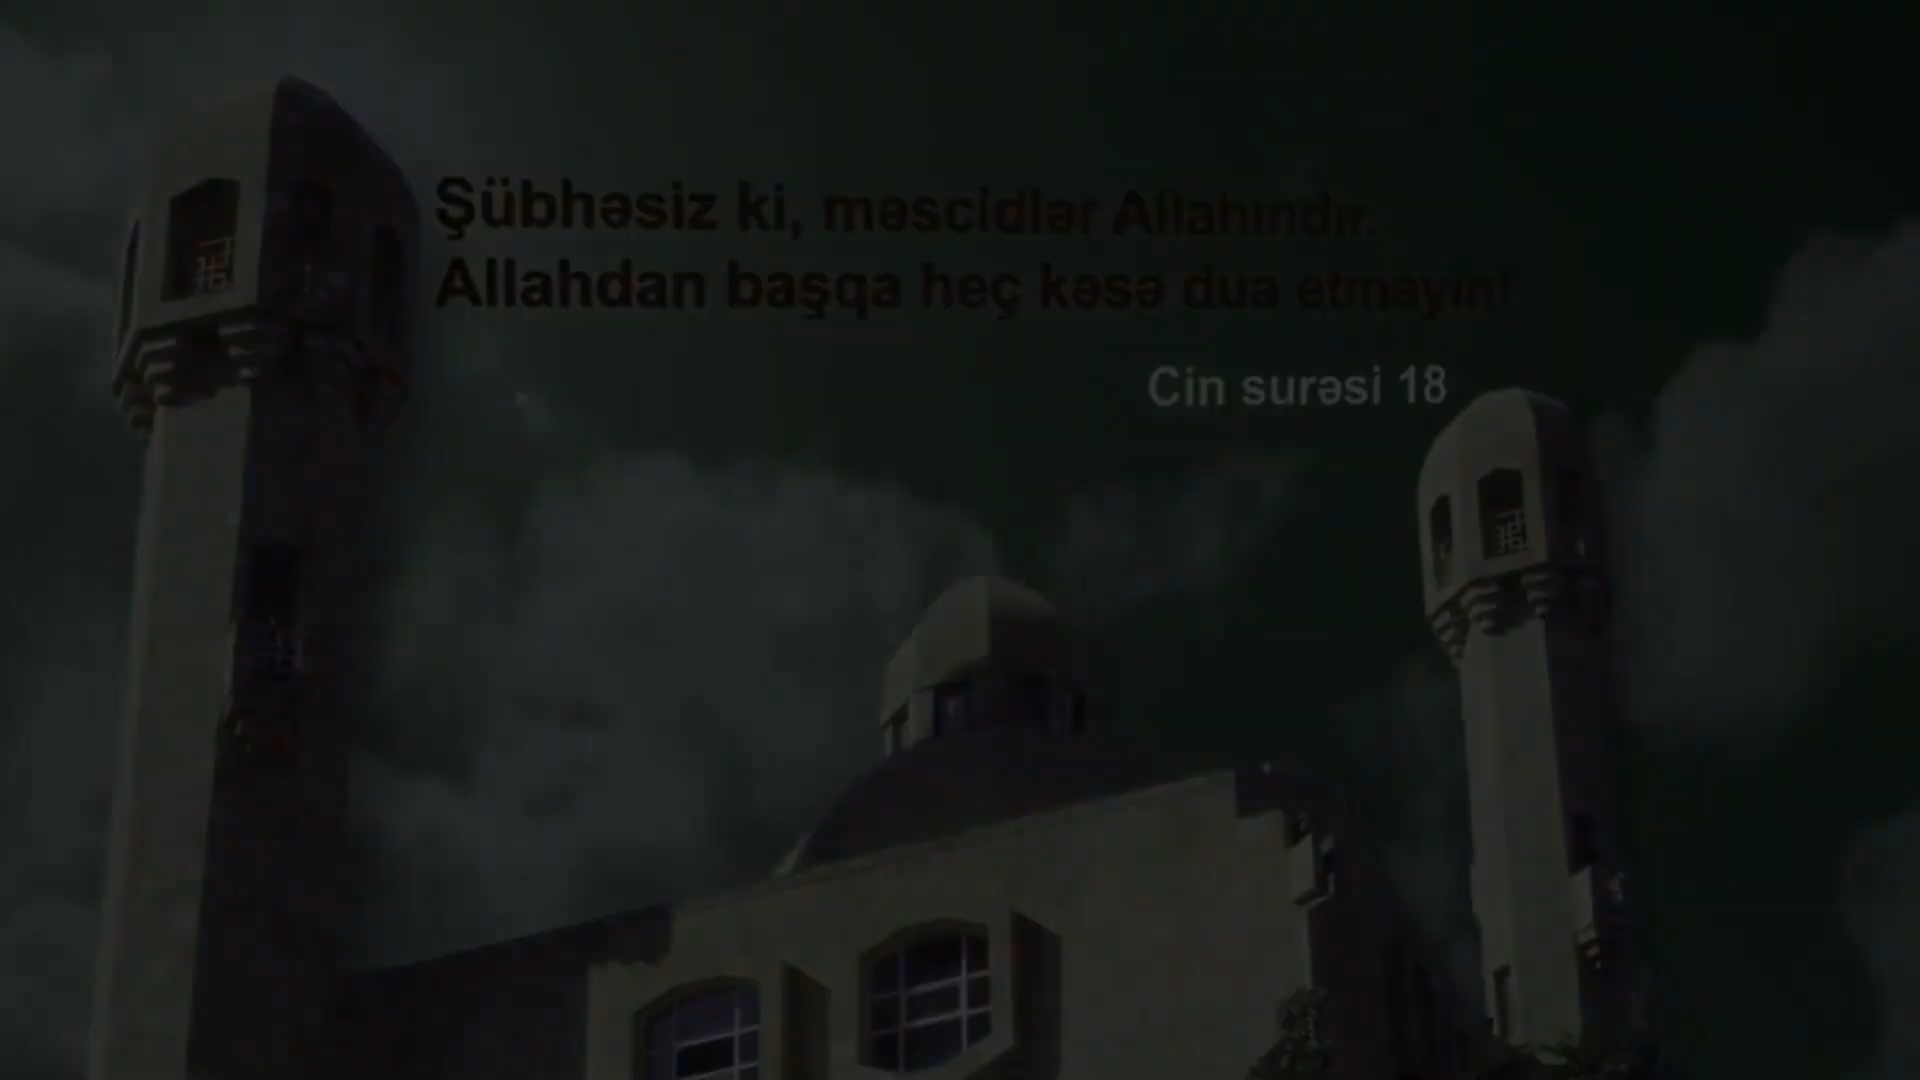 Şübhəsiz ki, məscidlər Allahındır.
Allahdan başqa heç kəsə dua etməyin!
Cin surəsi 18